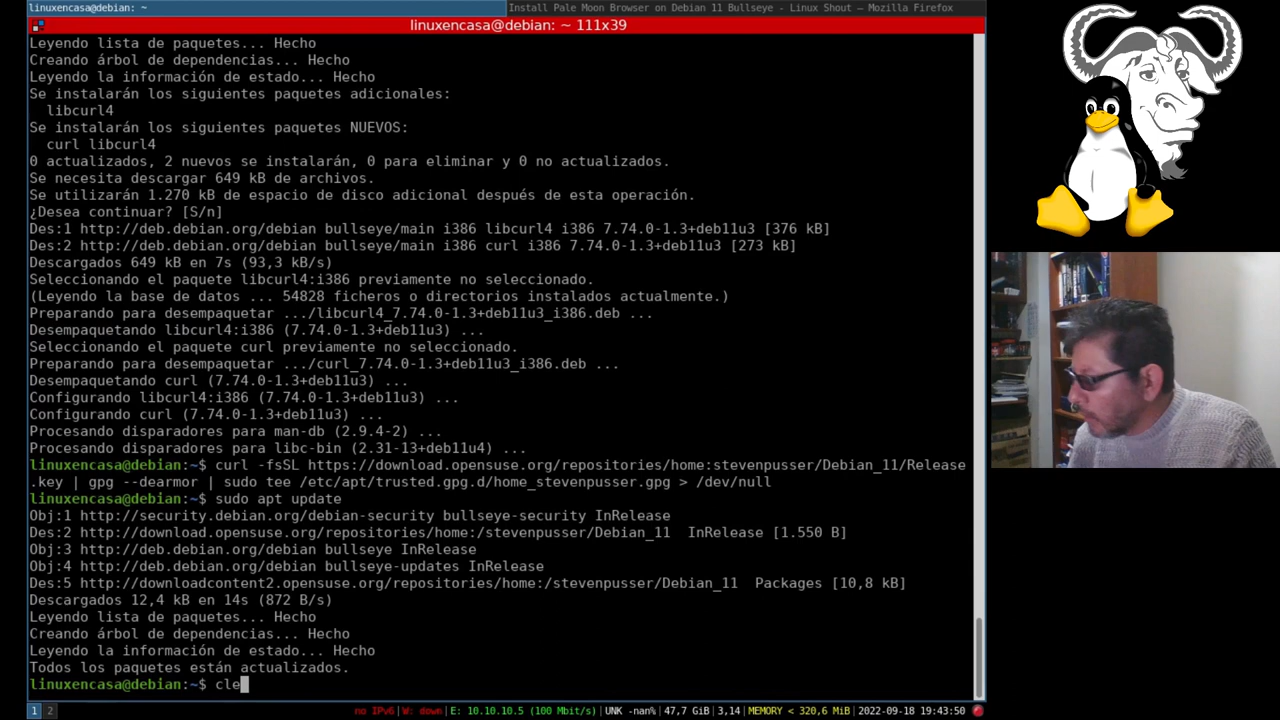 linuxencasa@debian: ~
Install Pale Moon Browser on Debian 11 Bullseye - Linux Shout — Mozilla Firefox
linuxencasa@debian: ~ 111x39
Leyendo lista de paquetes... Hecho
Creando árbol de dependencias... Hecho
Leyendo la información de estado... Hecho
Se instalarán los siguientes paquetes adicionales:
libcurl4
Se instalarán los siguientes paquetes NUEVOS:
curl libcurl4
0 actualizados, 2 nuevos se instalarán, 0 para eliminar y 0 no actualizados.
Se necesita descargar 649 kB de archivos.
Se utilizarán 1.270 kB de espacio de disco adicional después de esta operación.
¿Desea continuar? [S/n]
Des:1 http://deb.debian.org/debian bullseye/main i386 libcurl4 i386 7.74.0-1.3+deb11u3 [376 kB]
Des:2 http://deb.debian.org/debian bullseye/main i386 curl i386 7.74.0-1.3+deb11u3 [273 kB]
Descargados 649 kB en 7s (93,3 kB/s)
Seleccionando el paquete libcurl4:i386 previamente no seleccionado.
(Leyendo la base de datos ... 54828 ficheros o directorios instalados actualmente.)
Preparando para desempaquetar .../libcurl4_7.74.0-1.3+deb11u3_i386.deb ...
Desempaquetando libcurl4:i386 (7.74.0-1.3+deb11u3) ...
Seleccionando el paquete curl previamente no seleccionado.
Preparando para desempaquetar .../curl_7.74.0-1.3+deb11u3_i386.deb ...
Desempaquetando curl (7.74.0-1.3+deb11u3) ...
Configurando libcurl4:i386 (7.74.0-1.3+deb11u3) ...
Configurando curl (7.74.0-1.3+deb11u3) ...
Procesando disparadores para man-db (2.9.4-2) ...
Procesando disparadores para libc-bin (2.31-13+deb11u4) ...
linuxencasa@debian:~$ curl -fsSL https://download.opensuse.org/repositories/home:stevenpusser/Debian_11/Release
.key | gpg --dearmor | sudo tee /etc/apt/trusted.gpg.d/home_stevenpusser.gpg > /dev/null
linuxencasa@debian:~$ sudo apt update
Obj:1 http://security.debian.org/debian-security bullseye-security InRelease
Des:2 http://download.opensuse.org/repositories/home:/stevenpusser/Debian_11  InRelease [1.550 B]
Obj:3 http://deb.debian.org/debian bullseye InRelease
Obj:4 http://deb.debian.org/debian bullseye-updates InRelease
Des:5 http://downloadcontent2.opensuse.org/repositories/home:/stevenpusser/Debian_11  Packages [10,8 kB]
Descargados 12,4 kB en 14s (872 B/s)
Leyendo lista de paquetes... Hecho
Creando árbol de dependencias... Hecho
Leyendo la información de estado... Hecho
Todos los paquetes están actualizados.
linuxencasa@debian:~$ cle
1 2 no IPv6|W: down|E: 10.10.10.5 (100 Mbit/s)|UNK -nan%|47,7 GiB|3,14|MEMORY < 320,6 MiB|2022-09-18 19:43:50